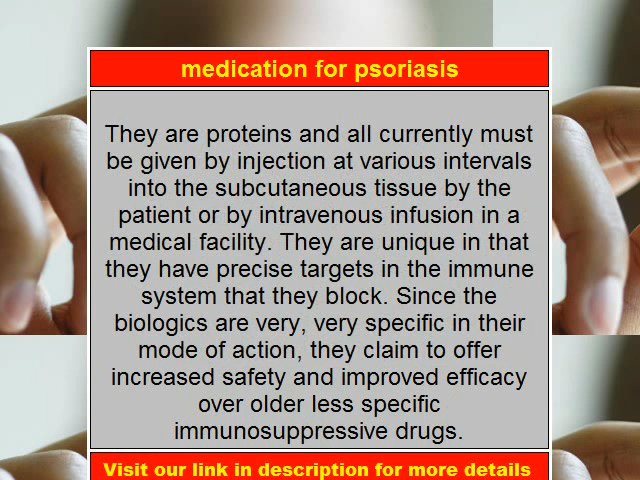 medication for psoriasis
They are proteins and all currently must
be given by injection at various intervals
into the subcutaneous tissue by the
patient or by intravenous infusion in a
medical facility. They are unique in that
they have precise targets in the immune
system that they block. Since the
biologics are very, very specific in their
mode of action, they claim to offer
increased safety and improved efficacy
over older less specific
immunosuppressive drugs.
Visit our link in description for more details